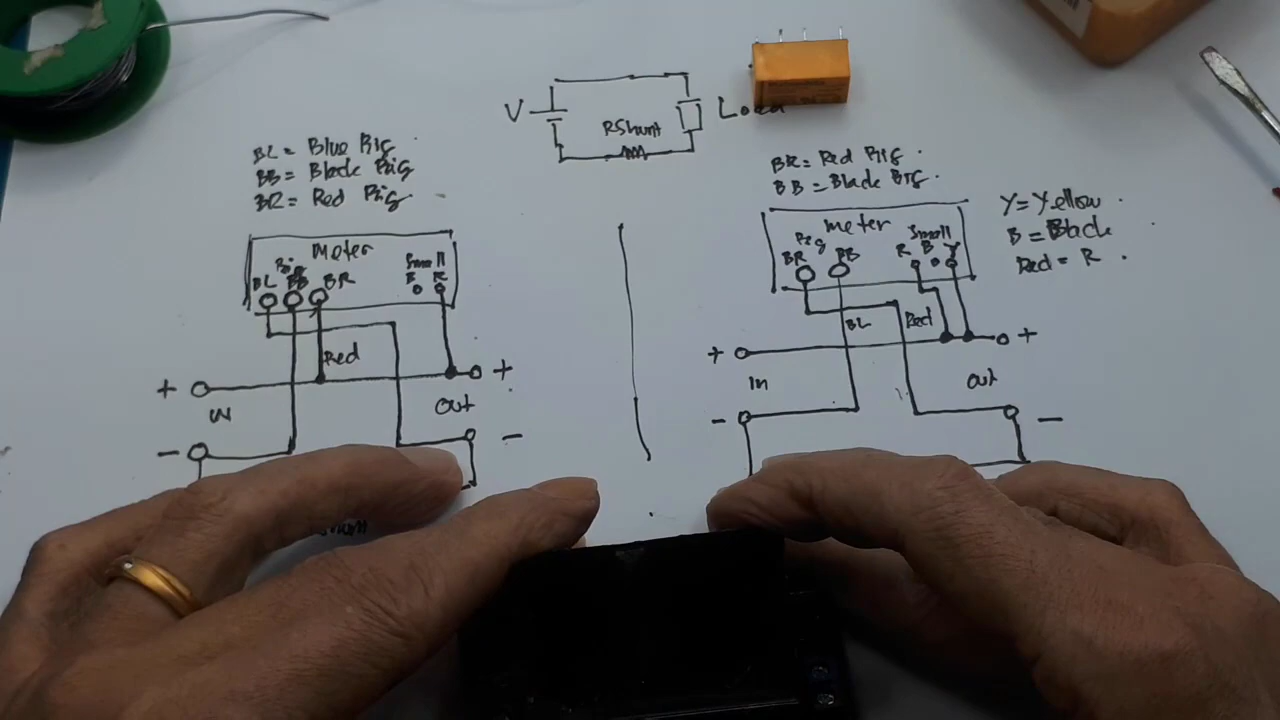 V
RShunt
Load
BL = Blue Big
BB = Black Big
BR = Red Big
meter
Big
Small
BL BB BR
B R
Red
+ +
IN
Out
- -
BR = Red Big
BB = Black Big
Y = Yellow
B = Black
Red = R
meter
Big
Small
BR BB
R B Y
BL
Red
+ +
In
Out
- -